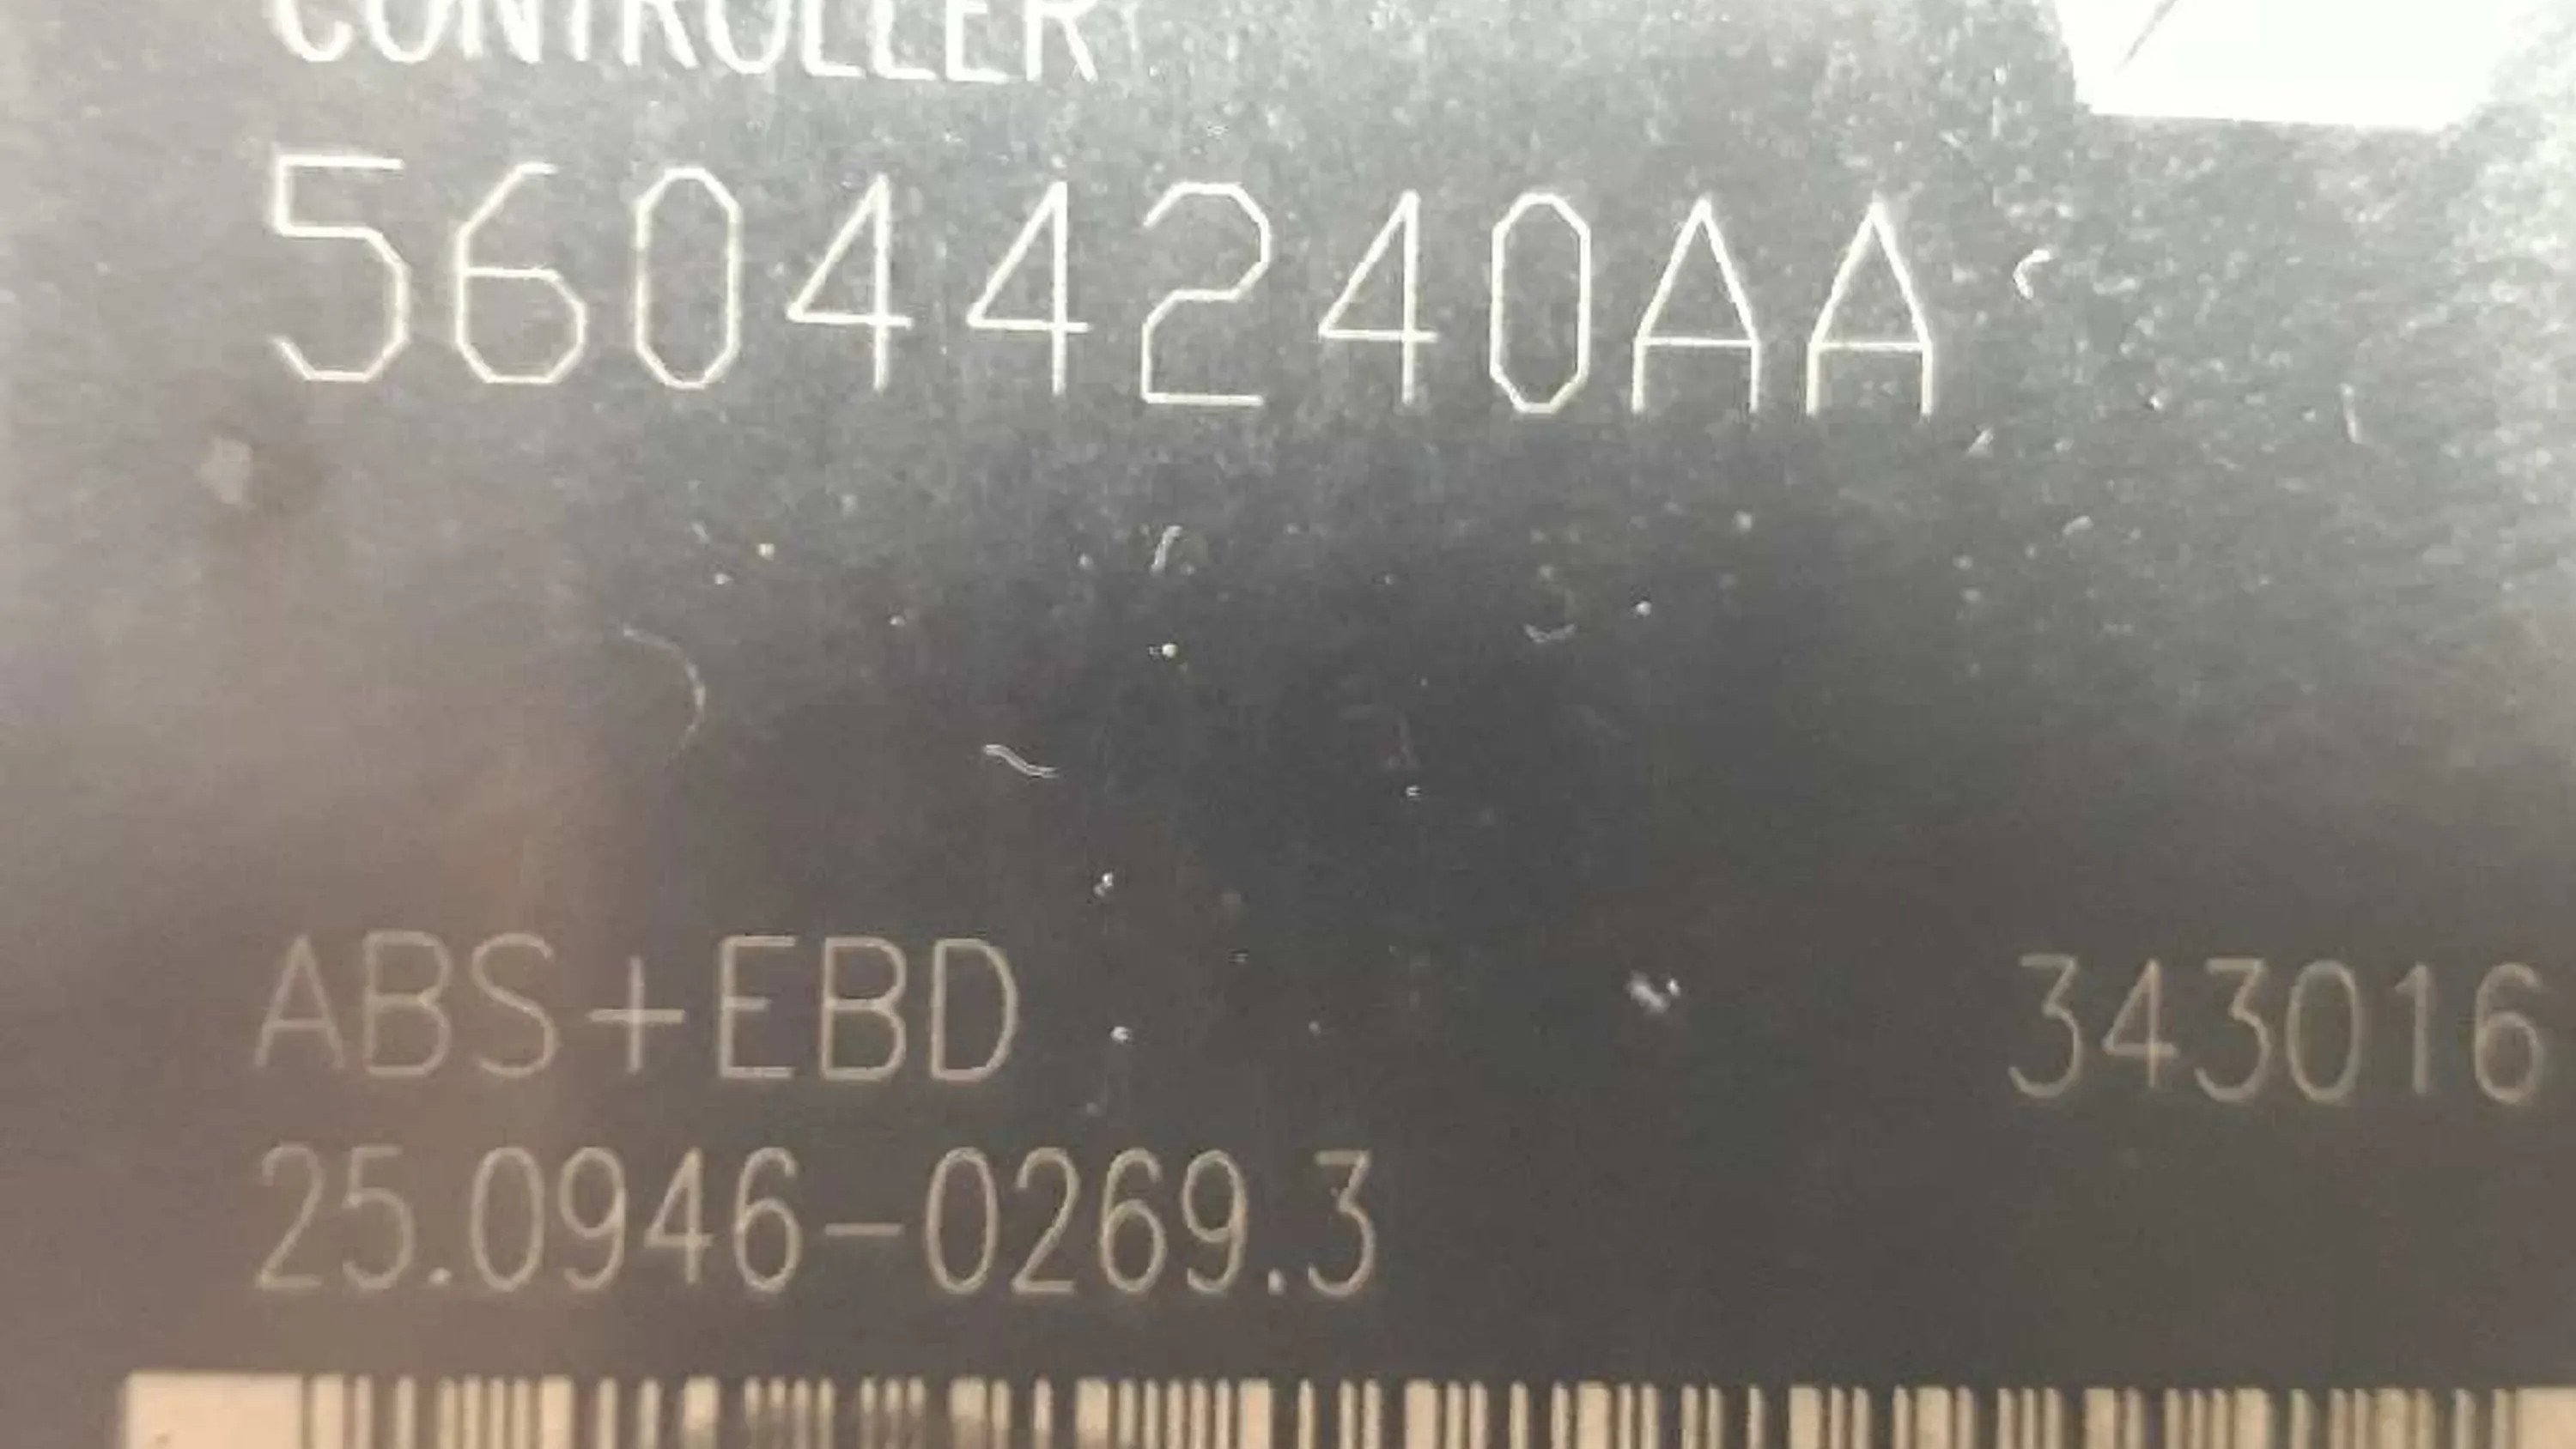 CONTROLLER
56044240AA
ABS+EBD 343016
25.0946-0269.3